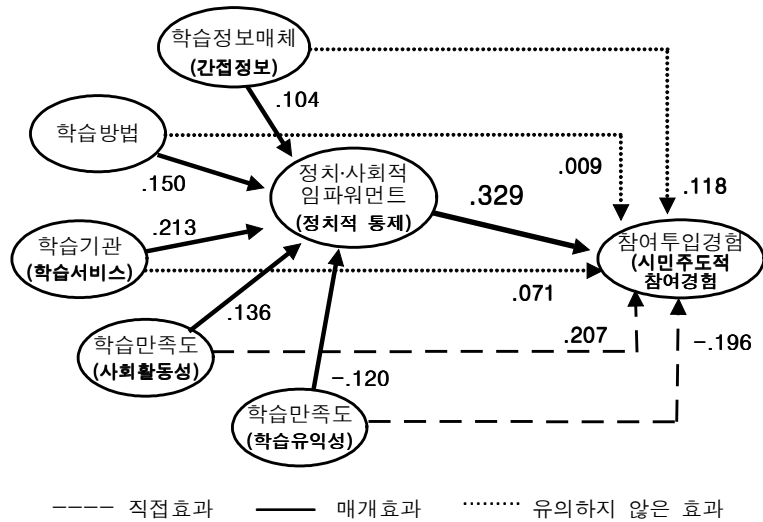 학습정보매체
(간접정보)
.104
학습방법
.150
.009
.118
정치·사회적
임파워먼트
(정치적 통제)
.329
학습기관
(학습서비스)
.213
.071
참여투입경험
(시민주도적
참여경험
학습만족도
(사회활동성)
.136
.207
-.196
학습만족도
(학습유익성)
-.120
직접효과
매개효과
유의하지 않은 효과